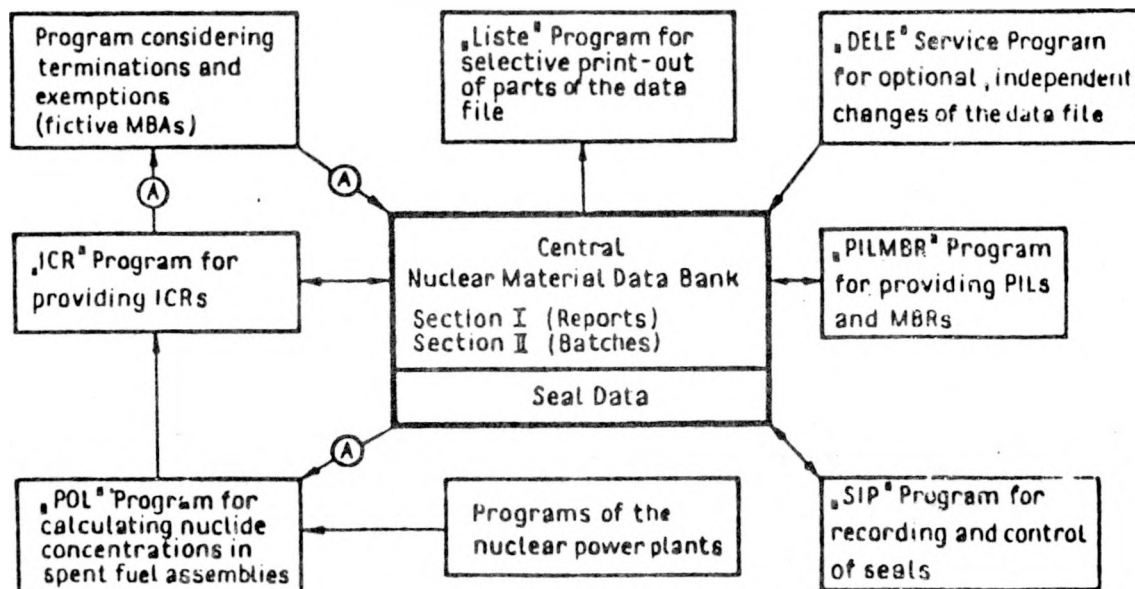 Program considering
terminations and
exemptions
(fictive MBAs)
„Liste" Program for
selective print-out
of parts of the data
file
„DELE" Service Program
for optional, independent
changes of the data file
A
A
„ICR" Program for
providing ICRs
Central
Nuclear Material Data Bank
Section I (Reports)
Section II (Batches)
Seal Data
„PILMBR" Program
for providing PILs
and MBRs
A
„POL" Program for
calculating nuclide
concentrations in
spent fuel assemblies
Programs of the
nuclear power plants
„SIP" Program for
recording and control
of seals